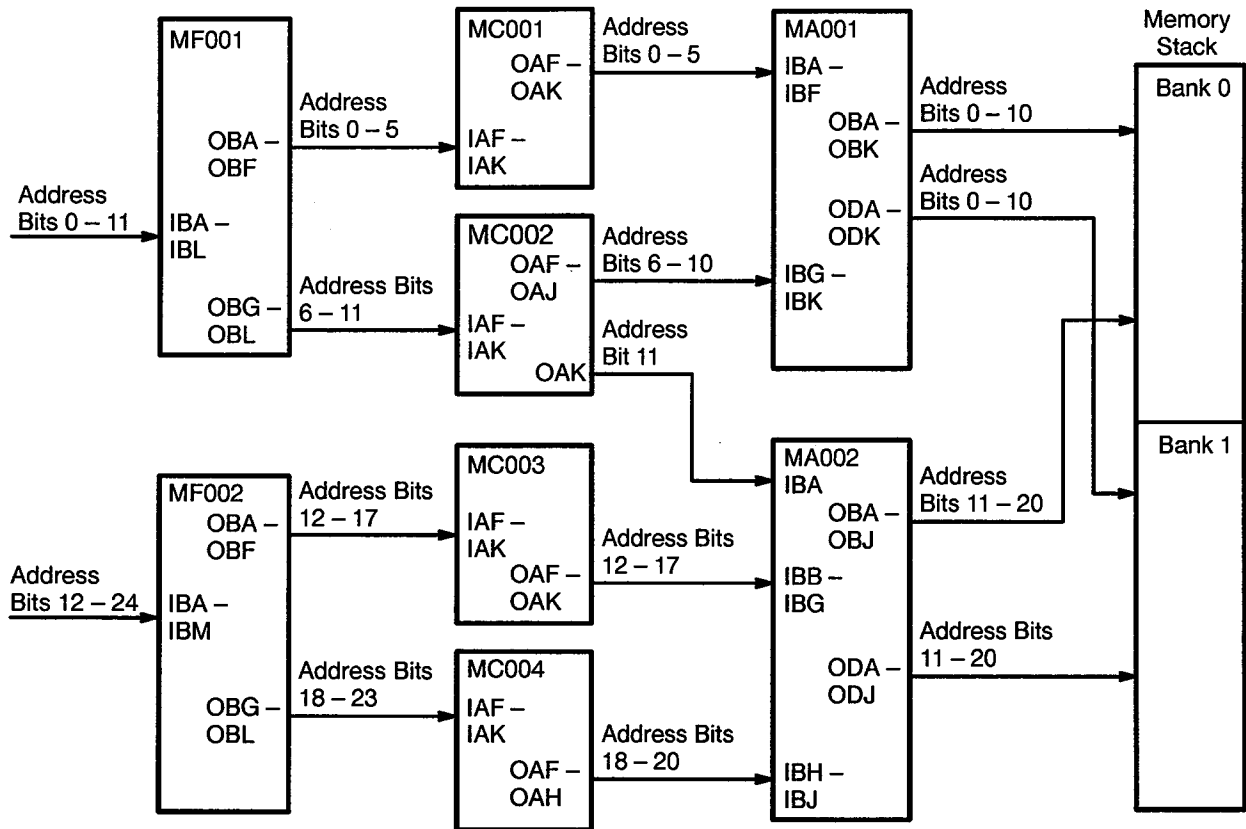 MF001
Address
Bits 0 – 11
IBA –
IBL
OBA –
OBF
OBG –
OBL
Address
Bits 0 – 5
Address Bits
6 – 11
MC001
OAF –
OAK
IAF –
IAK
Address
Bits 0 – 5
MC002
OAF –
OAJ
IAF –
IAK
OAK
Address
Bits 6 – 10
Address
Bit 11
MA001
IBA –
IBF
OBA –
OBK
ODA –
ODK
IBG –
IBK
Address
Bits 0 – 10
Address
Bits 0 – 10
Memory
Stack
Bank 0
Bank 1
MF002
Address
Bits 12 – 24
IBA –
IBM
OBA –
OBF
OBG –
OBL
Address Bits
12 – 17
Address Bits
18 – 23
MC003
IAF –
IAK
OAF –
OAK
Address Bits
12 – 17
MC004
IAF –
IAK
OAF –
OAH
Address Bits
18 – 20
MA002
IBA
OBA –
OBJ
IBB –
IBG
ODA –
ODJ
IBH –
IBJ
Address
Bits 11 – 20
Address Bits
11 – 20